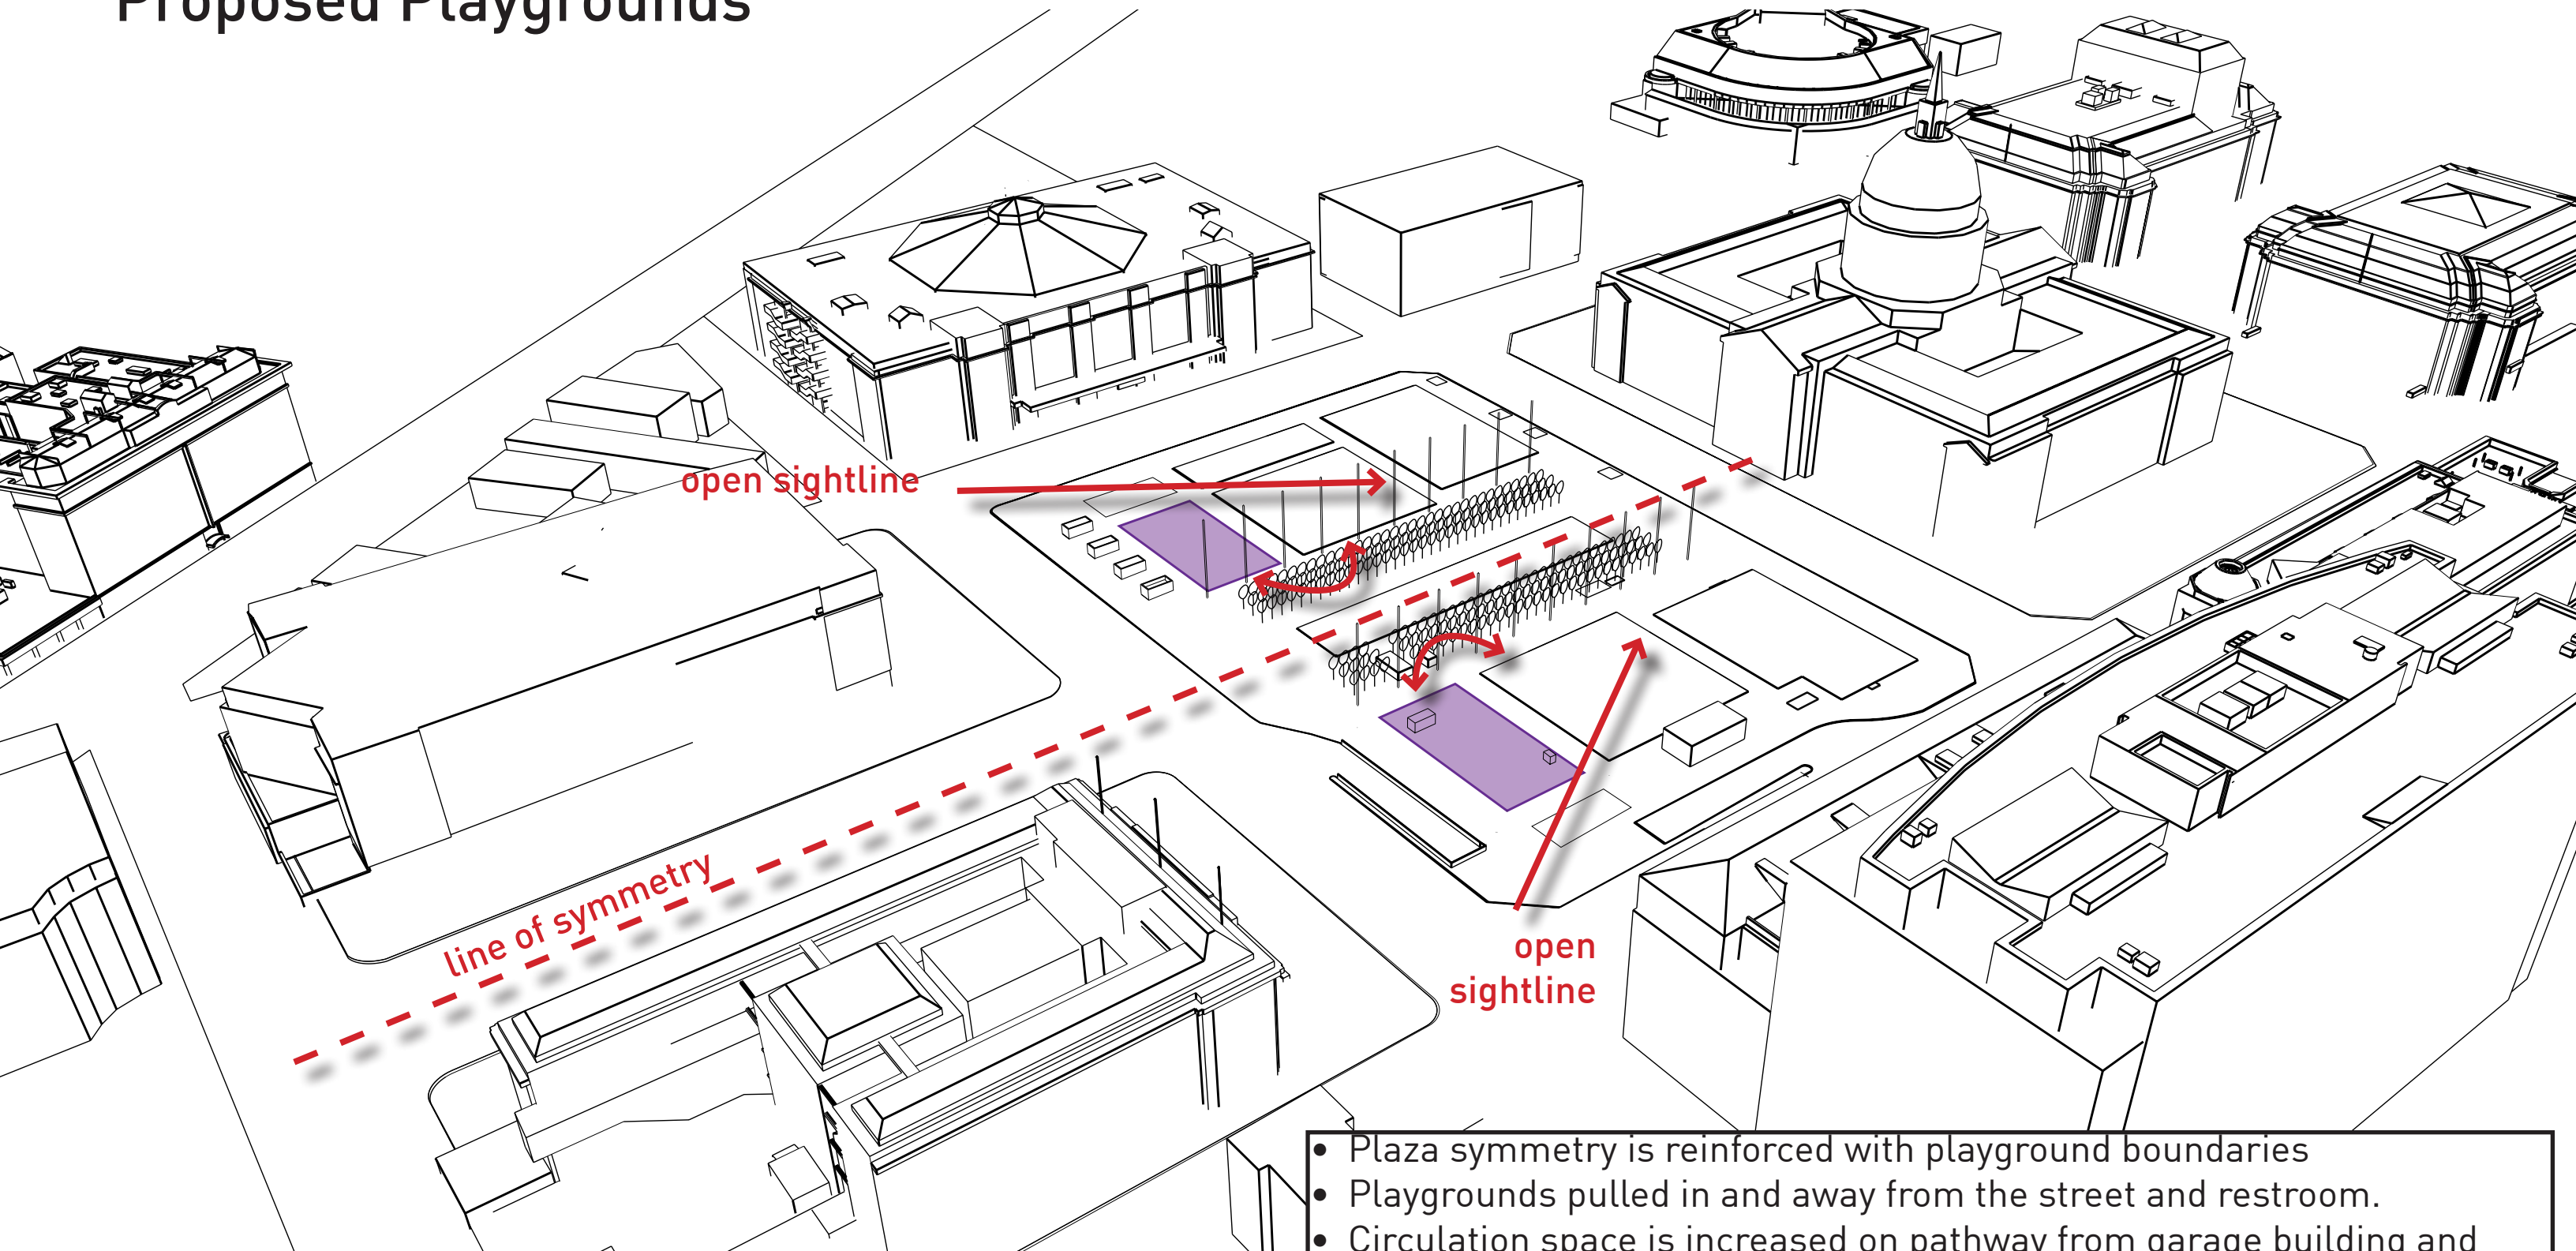 Proposed Playgrounds
open sightline
line of symmetry
open
sightline
• Plaza symmetry is reinforced with playground boundaries
• Playgrounds pulled in and away from the street and restroom.
• Circulation space is increased on pathway from garage building and